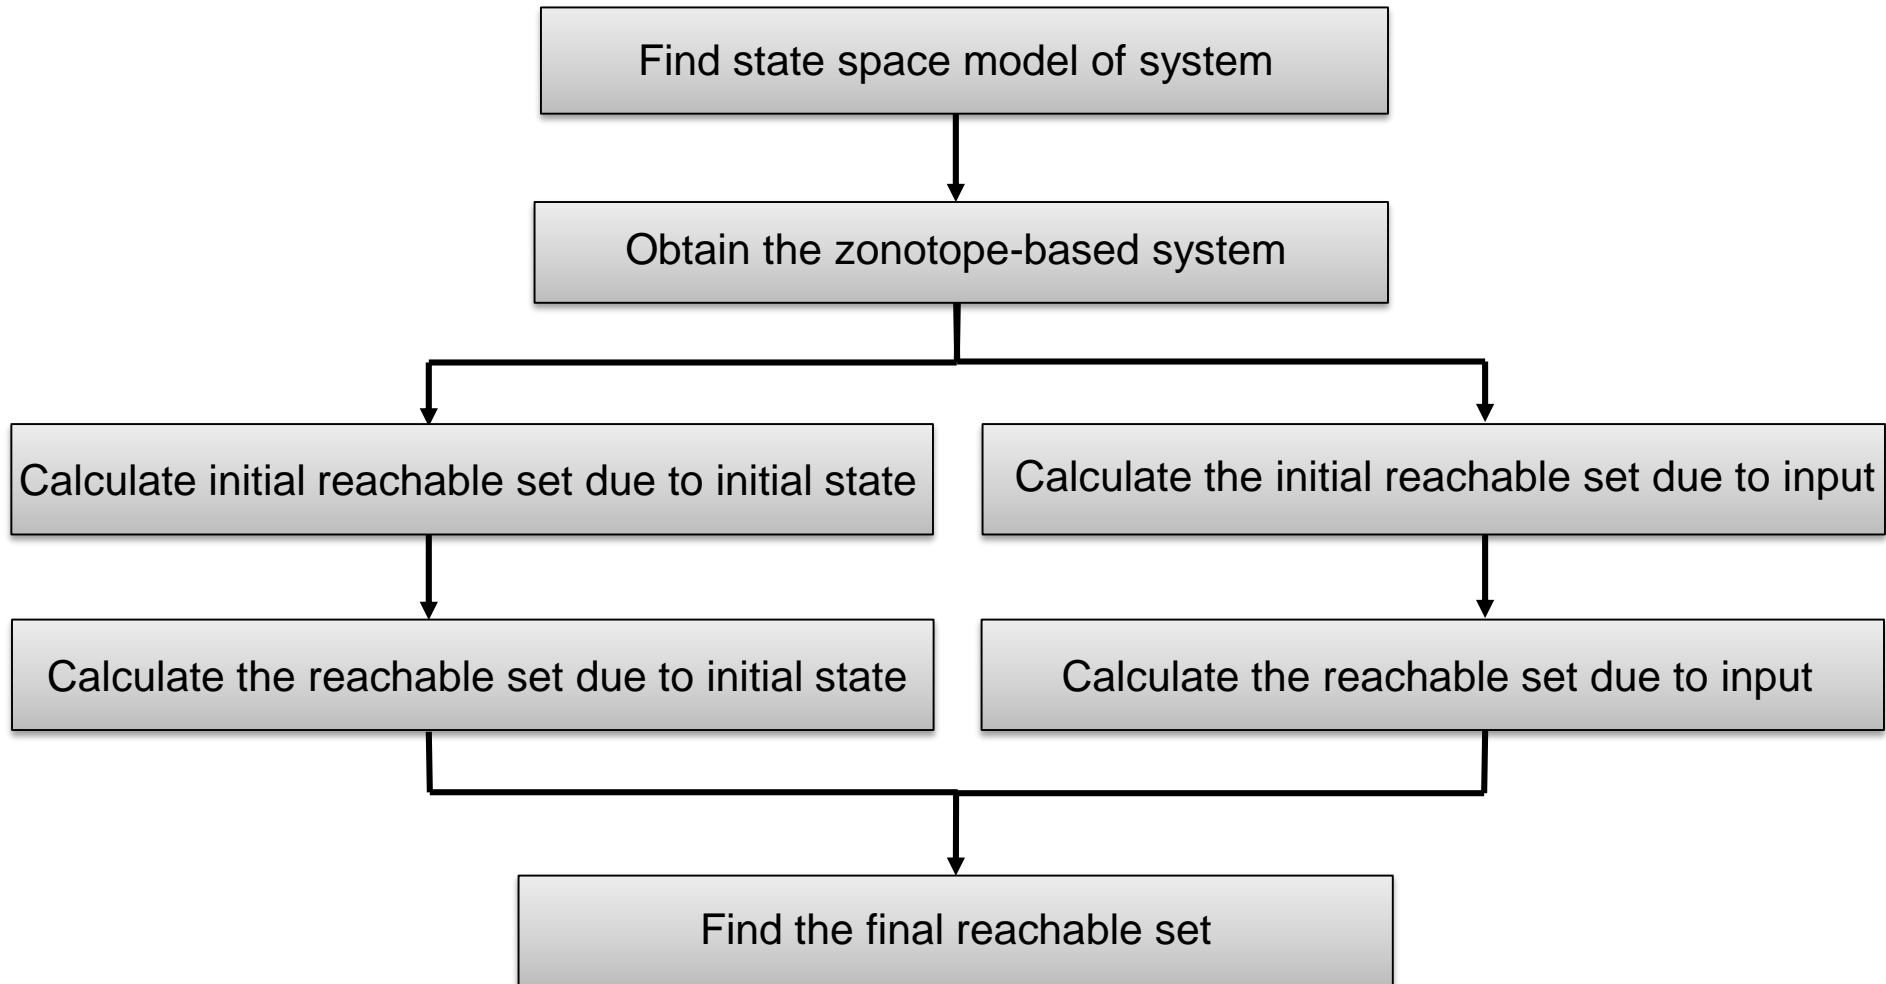 Find state space model of system
Obtain the zonotope-based system
Calculate initial reachable set due to initial state
Calculate the initial reachable set due to input
Calculate the reachable set due to initial state
Calculate the reachable set due to input
Find the final reachable set